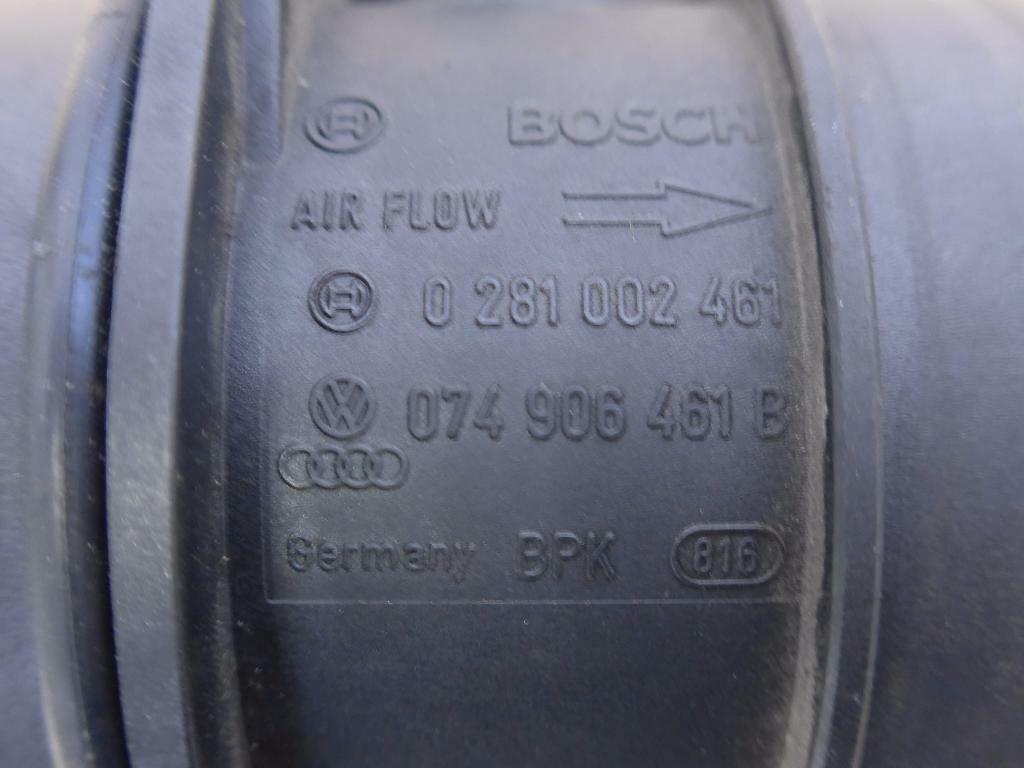 BOSCH
AIR FLOW
0 281 002 461
074 906 461 B
Germany BPK 816